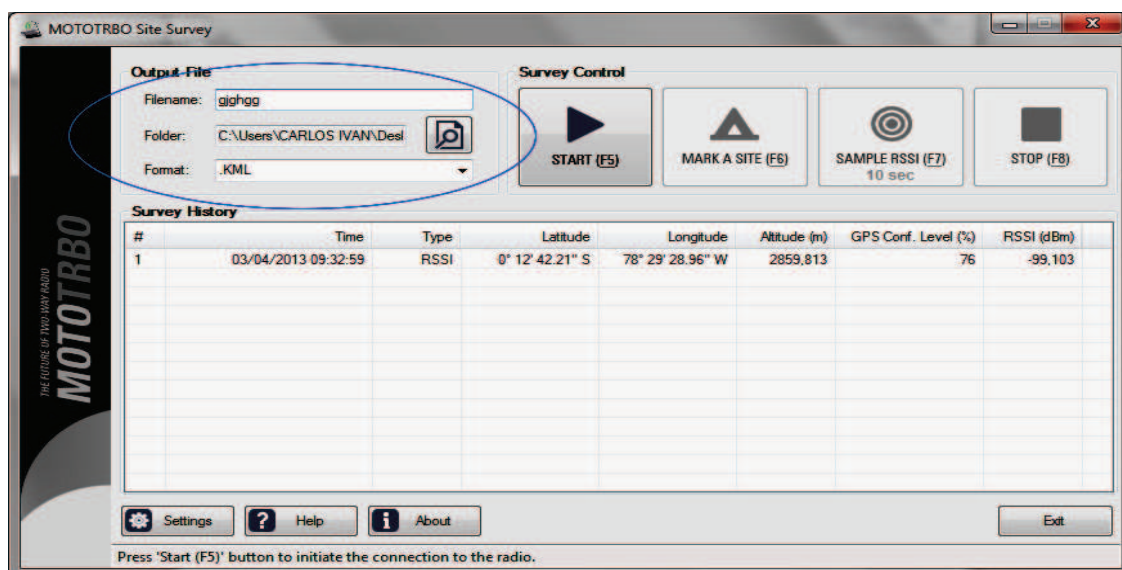 MOTOTRBO Site Survey
Output File
Filename: gjghgg
Folder: C:\Users\CARLOS IVAN\Desl
Format: .KML
Survey Control
START (F5)
MARK A SITE (F6)
SAMPLE RSSI (F7)
10 sec
STOP (F8)
Survey History
# Time Type Latitude Longitude Altitude (m) GPS Conf. Level (%) RSSI (dBm)
1 03/04/2013 09:32:59 RSSI 0° 12' 42.21" S 78° 29' 28.96" W 2859,813 76 -99,103
THE FUTURE OF TWO-WAY RADIO
MOTOTRBO
Settings
Help
About
Exit
Press 'Start (F5)' button to initiate the connection to the radio.